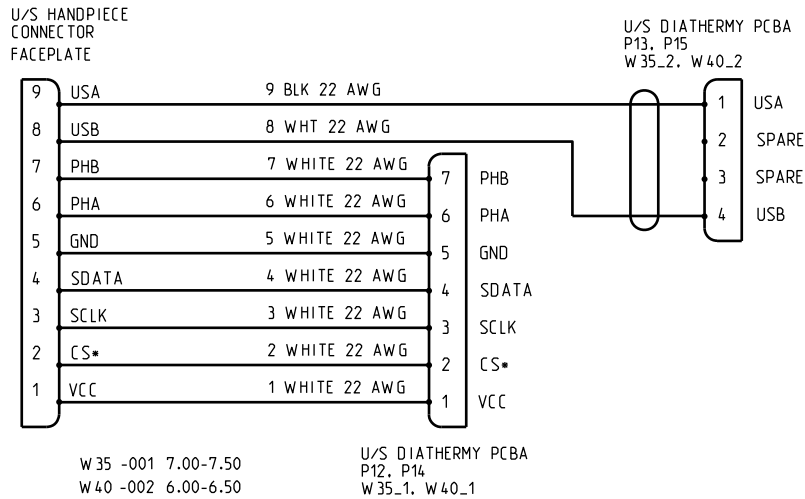 U/S HANDPIECE
CONNECTOR
FACEPLATE
U/S DIATHERMY PCBA
P13, P15
W35_2, W40_2
9 USA 9 BLK 22 AWG 1 USA
8 USB 8 WHT 22 AWG 2 SPARE
7 PHB 7 WHITE 22 AWG 7 PHB 3 SPARE
6 PHA 6 WHITE 22 AWG 6 PHA 4 USB
5 GND 5 WHITE 22 AWG 5 GND
4 SDATA 4 WHITE 22 AWG 4 SDATA
3 SCLK 3 WHITE 22 AWG 3 SCLK
2 CS* 2 WHITE 22 AWG 2 CS*
1 VCC 1 WHITE 22 AWG 1 VCC
W35 -001 7.00-7.50
W40 -002 6.00-6.50
U/S DIATHERMY PCBA
P12, P14
W35_1, W40_1